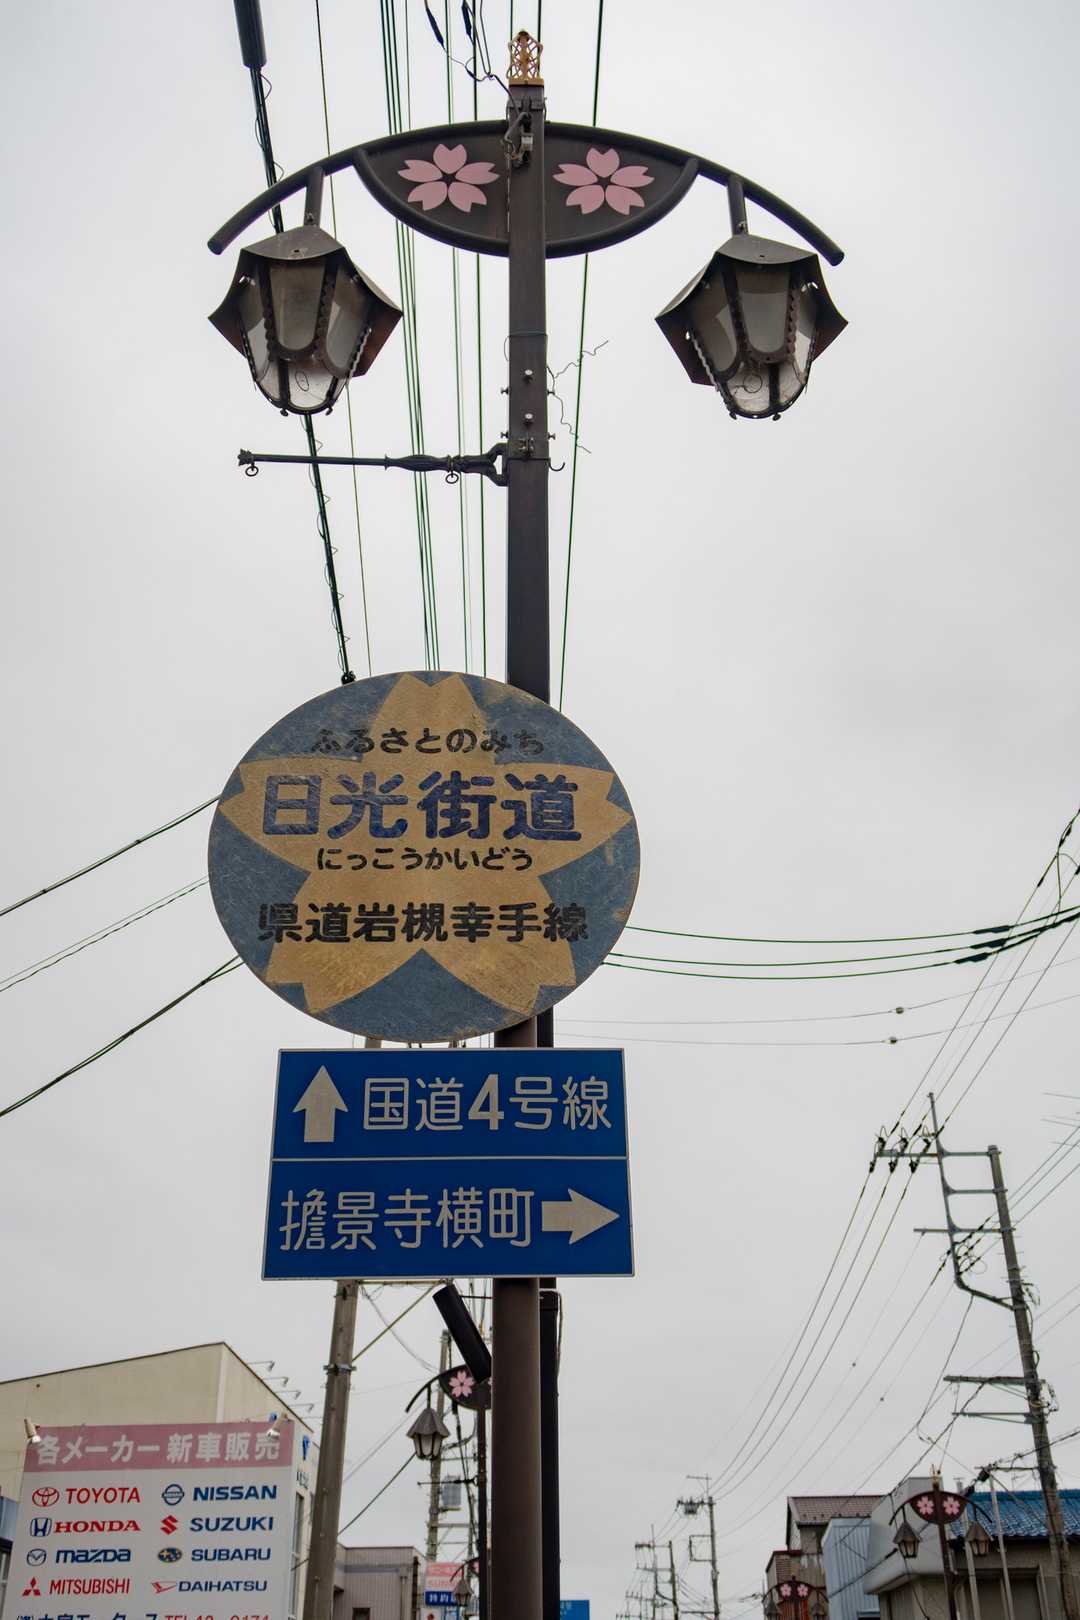 ふるさとのみち
日光街道
にっこうかいどう
県道岩槻幸手線
国道4号線
擔景寺横町
各メーカー 新車販売
TOYOTA NISSAN
HONDA SUZUKI
mazda SUBARU
MITSUBISHI DAIHATSU